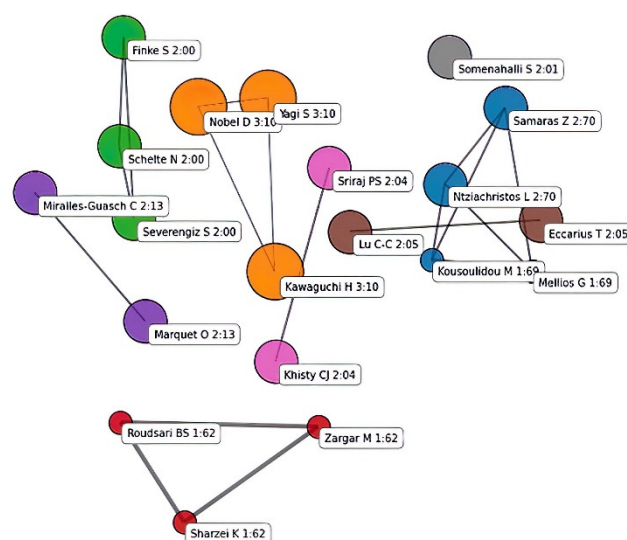 Finke S 2:00
Somenahalli S 2:01
Nobel D 3:10
Yagi S 3:10
Samaras Z 2:70
Schelte N 2:00
Sriraj PS 2:04
Ntziachristos L 2:70
Miralles-Guasch C 2:13
Severengiz S 2:00
Lu C-C 2:05
Eccarius T 2:05
Kousoulidou M 1:69
Mellios G 1:69
Kawaguchi H 3:10
Marquet O 2:13
Khisty CJ 2:04
Roudsari BS 1:62
Zargar M 1:62
Sharzei K 1:62